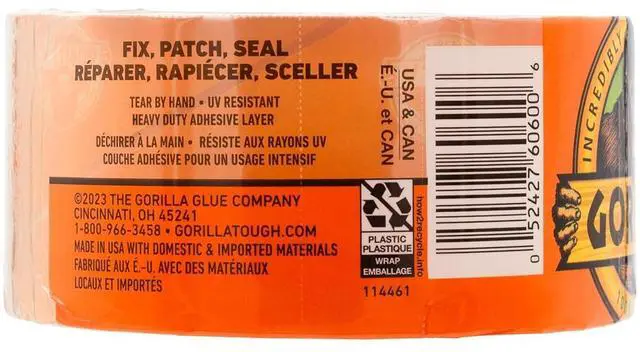 FIX, PATCH, SEAL
RÉPARER, RAPIÉCER, SCELLER
TEAR BY HAND • UV RESISTANT
HEAVY DUTY ADHESIVE LAYER
DÉCHIRER À LA MAIN • RÉSISTE AUX RAYONS UV
COUCHE ADHÉSIVE POUR UN USAGE INTENSIF
©2023 THE GORILLA GLUE COMPANY
CINCINNATI, OH 45241
1-800-966-3458 • GORILLATOUGH.COM
MADE IN USA WITH DOMESTIC & IMPORTED MATERIALS
FABRIQUÉ AUX É.-U. AVEC DES MATÉRIAUX
LOCAUX ET IMPORTÉS
USA & CAN
É.-U. et CAN
PLASTIC
PLASTIQUE
WRAP
EMBALLAGE
how2recycle.info
114461
0 52427 60600 6
INCREDIBLY
GO